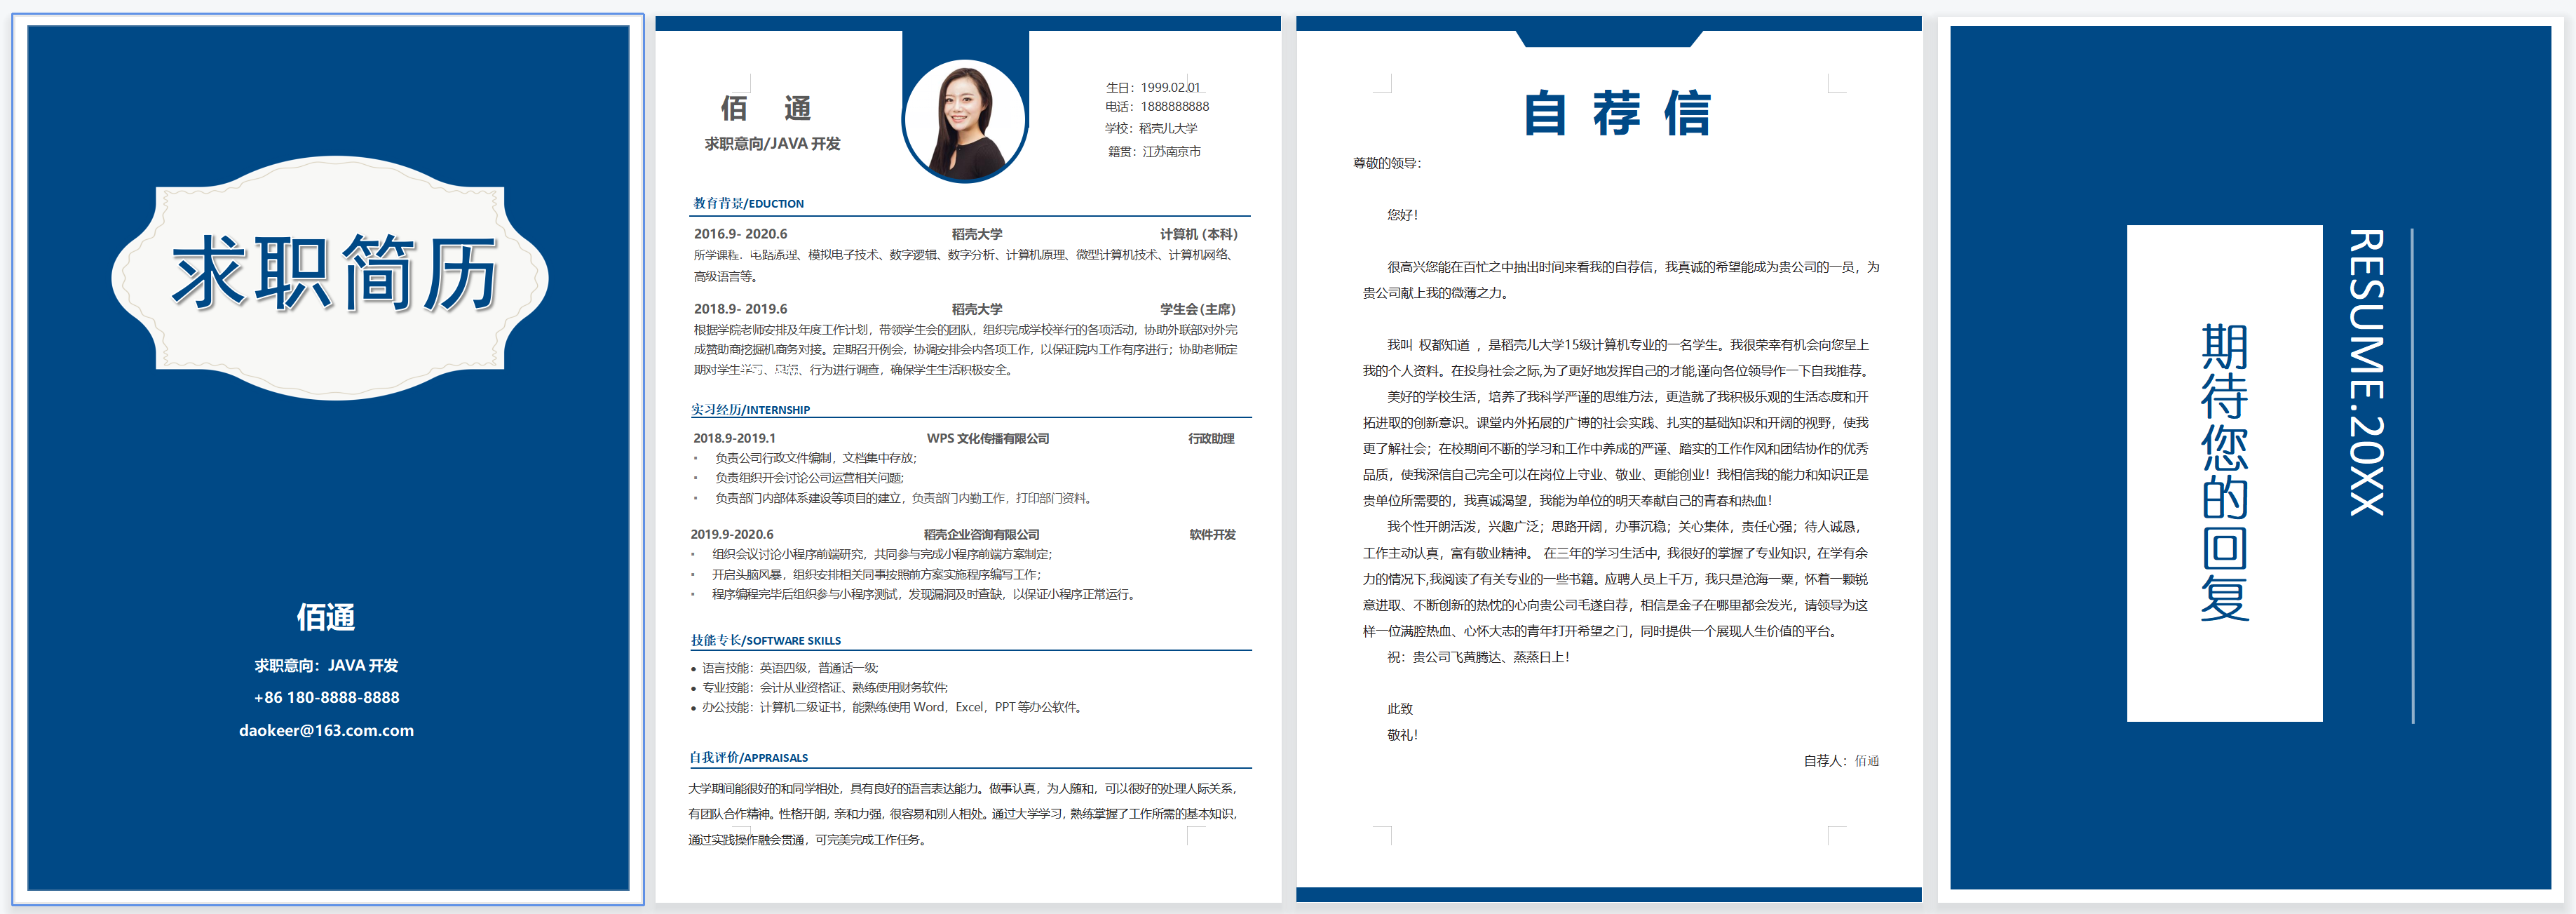 求职简历
佰通
求职意向：JAVA 开发
+86 180-8888-8888
daokeer@163.com.com
佰 通
求职意向/JAVA 开发
生日：1999.02.01
电话：1888888888
学校：稻壳儿大学
籍贯：江苏南京市
教育背景/EDUCTION
2016.9- 2020.6 稻壳大学 计算机 (本科)
所学课程．电路原理、模拟电子技术、数字逻辑、数字分析、计算机原理、微型计算机技术、计算机网络、
高级语言等。
2018.9- 2019.6 稻壳大学 学生会(主席)
根据学院老师安排及年度工作计划，带领学生会的团队，组织完成学校举行的各项活动，协助外联部对外完
成赞助商挖掘机商务对接。定期召开例会，协调安排会内各项工作，以保证院内工作有序进行；协助老师定
期对学生学习、思想、行为进行调查，确保学生生活积极安全。
实习经历/INTERNSHIP
2018.9-2019.1 WPS 文化传播有限公司 行政助理
▪ 负责公司行政文件编制，文档集中存放；
▪ 负责组织开会讨论公司运营相关问题;
▪ 负责部门内部体系建设等项目的建立，负责部门内勤工作，打印部门资料。
2019.9-2020.6 稻壳企业咨询有限公司 软件开发
▪ 组织会议讨论小程序前端研究，共同参与完成小程序前端方案制定；
▪ 开启头脑风暴，组织安排相关同事按照前方案实施程序编写工作；
▪ 程序编程完毕后组织参与小程序测试，发现漏洞及时查缺，以保证小程序正常运行。
技能专长/SOFTWARE SKILLS
● 语言技能：英语四级，普通话一级;
● 专业技能：会计从业资格证、熟练使用财务软件;
● 办公技能：计算机二级证书，能熟练使用 Word，Excel，PPT 等办公软件。
自我评价/APPRAISALS
大学期间能很好的和同学相处，具有良好的语言表达能力。做事认真，为人随和，可以很好的处理人际关系，
有团队合作精神。性格开朗，亲和力强，很容易和别人相处。通过大学学习，熟练掌握了工作所需的基本知识，
通过实践操作融会贯通，可完美完成工作任务。
自 荐 信
尊敬的领导：
您好！
很高兴您能在百忙之中抽出时间来看我的自荐信，我真诚的希望能成为贵公司的一员，为
贵公司献上我的微薄之力。
我叫 权都知道 ，是稻壳儿大学15级计算机专业的一名学生。我很荣幸有机会向您呈上
我的个人资料。在投身社会之际,为了更好地发挥自己的才能,谨向各位领导作一下自我推荐。
美好的学校生活，培养了我科学严谨的思维方法，更造就了我积极乐观的生活态度和开
拓进取的创新意识。课堂内外拓展的广博的社会实践、扎实的基础知识和开阔的视野，使我
更了解社会；在校期间不断的学习和工作中养成的严谨、踏实的工作作风和团结协作的优秀
品质，使我深信自己完全可以在岗位上守业、敬业、更能创业！我相信我的能力和知识正是
贵单位所需要的，我真诚渴望，我能为单位的明天奉献自己的青春和热血！
我个性开朗活泼，兴趣广泛；思路开阔，办事沉稳；关心集体，责任心强；待人诚恳，
工作主动认真，富有敬业精神。 在三年的学习生活中，我很好的掌握了专业知识，在学有余
力的情况下,我阅读了有关专业的一些书籍。应聘人员上千万，我只是沧海一粟，怀着一颗锐
意进取、不断创新的热忱的心向贵公司毛遂自荐，相信是金子在哪里都会发光，请领导为这
样一位满腔热血、心怀大志的青年打开希望之门，同时提供一个展现人生价值的平台。
祝：贵公司飞黄腾达、蒸蒸日上！
此致
敬礼！
自荐人：佰通
期待您的回复
RESUME.20XX